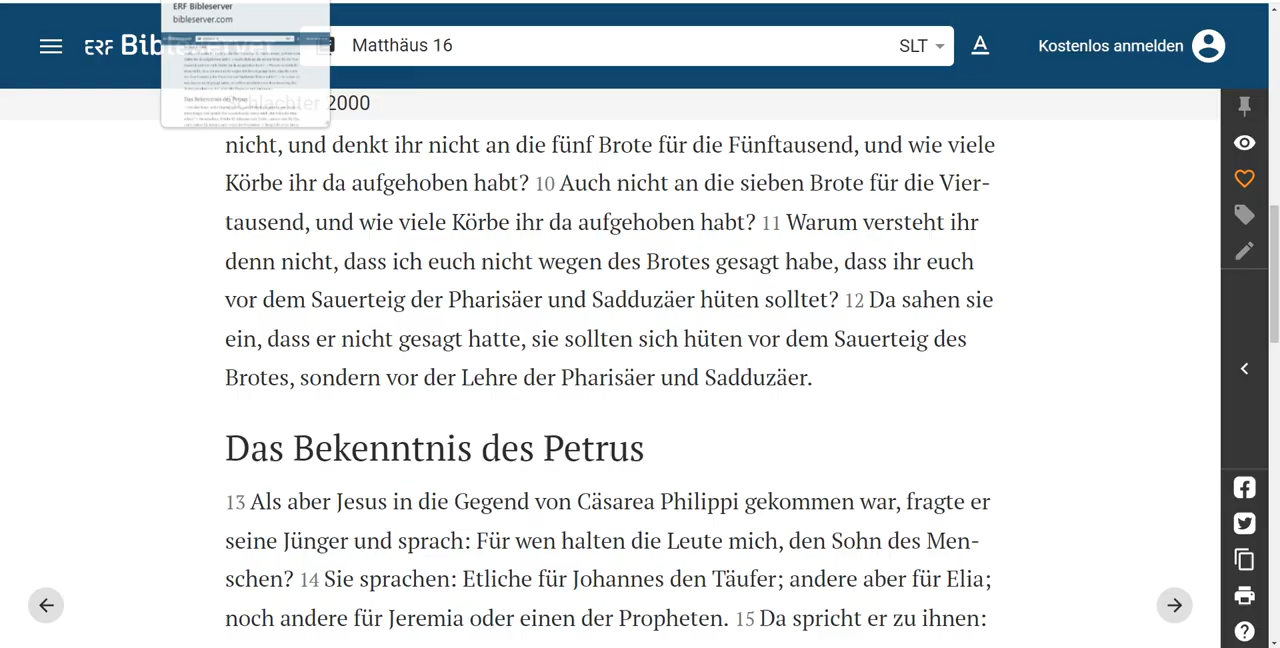 ERF Bibleserver
bibleserver.com
ERF Bibleserver
Matthäus 16
SLT
A
Kostenlos anmelden
Das Bekenntnis des Petrus
Schlachter 2000
nicht, und denkt ihr nicht an die fünf Brote für die Fünftausend, und wie viele
Körbe ihr da aufgehoben habt? 10 Auch nicht an die sieben Brote für die Vier-
tausend, und wie viele Körbe ihr da aufgehoben habt? 11 Warum versteht ihr
denn nicht, dass ich euch nicht wegen des Brotes gesagt habe, dass ihr euch
vor dem Sauerteig der Pharisäer und Sadduzäer hüten solltet? 12 Da sahen sie
ein, dass er nicht gesagt hatte, sie sollten sich hüten vor dem Sauerteig des
Brotes, sondern vor der Lehre der Pharisäer und Sadduzäer.
Das Bekenntnis des Petrus
13 Als aber Jesus in die Gegend von Cäsarea Philippi gekommen war, fragte er
seine Jünger und sprach: Für wen halten die Leute mich, den Sohn des Men-
schen? 14 Sie sprachen: Etliche für Johannes den Täufer; andere aber für Elia;
noch andere für Jeremia oder einen der Propheten. 15 Da spricht er zu ihnen: